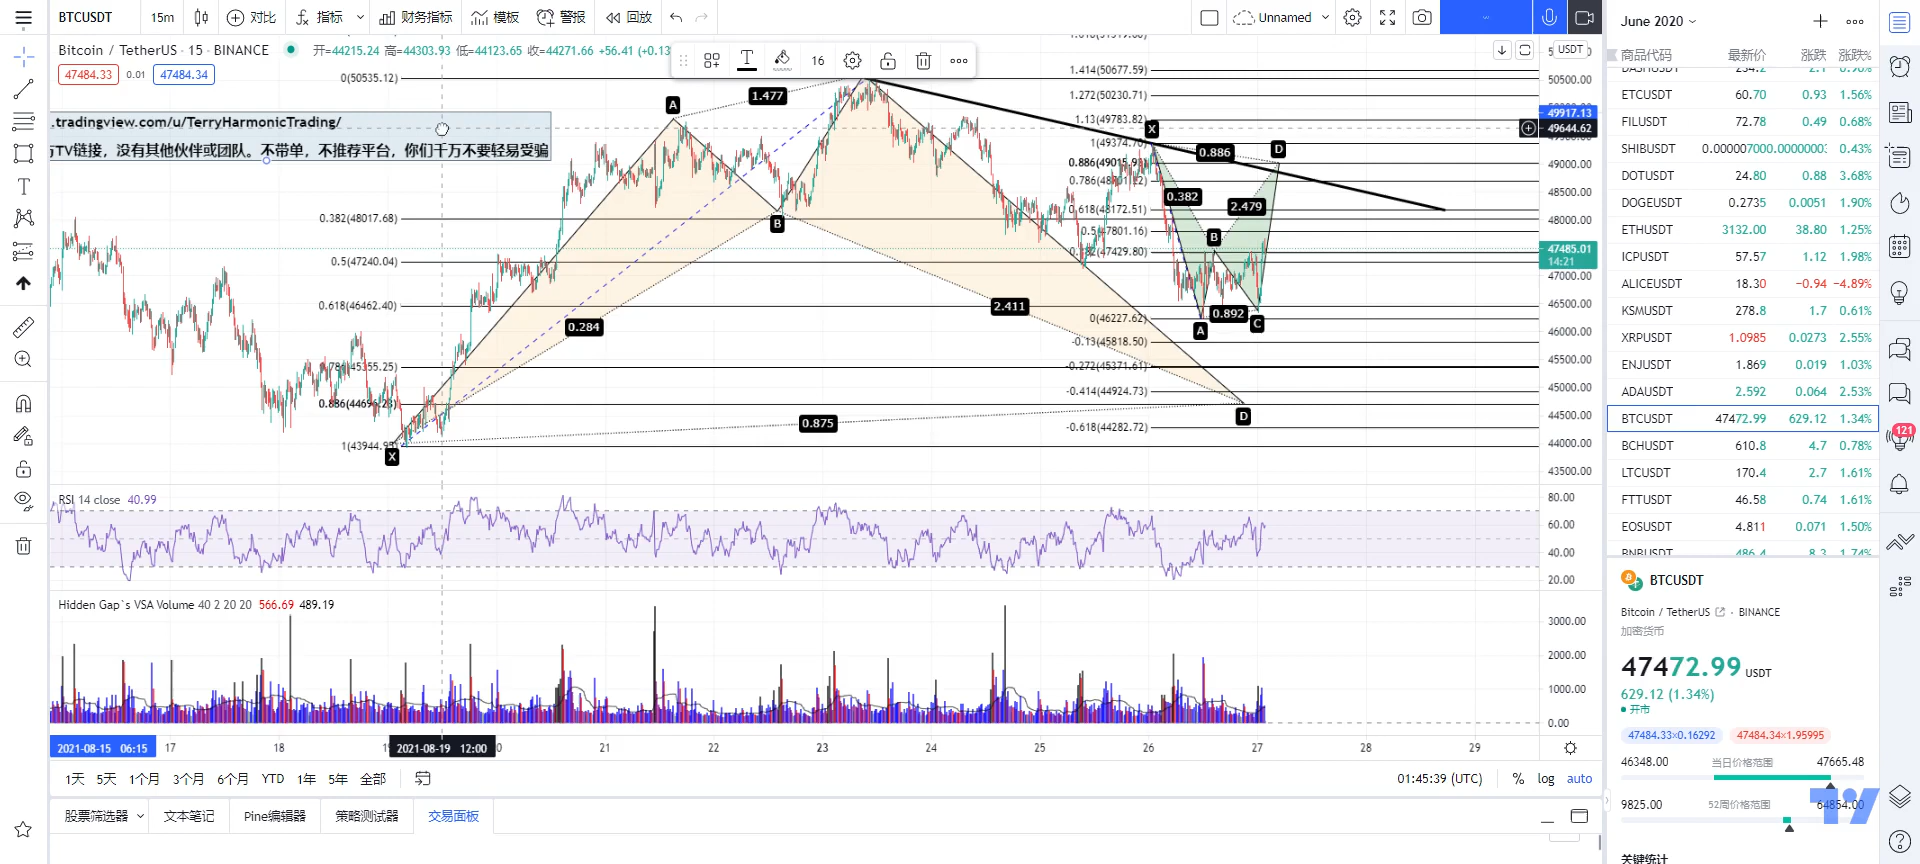 BTCUSDT 15m 对比 指标 财务指标 模板 警报 回放 Unnamed
Bitcoin / TetherUS · 15 · BINANCE 开=44215.24 高=44303.93 低=44123.65 收=44271.66 +56.41
47484.33 0.01 47484.34
16
.tradingview.com/u/TerryHarmonicTrading/
TV链接，没有其他伙伴或团队。不带单，不推荐平台，你们千万不要轻易受骗
0(50535.12)
0.382(48017.68)
0.5(47240.04)
0.618(46462.40)
X
A
B
D
1.477
0.284
2.411
0.875
1.414(50677.59)
1.272(50230.71)
1.13(49783.82)
1(49374.70)
0.618(48172.51)
0.5(47801.16)
0(46227.62)
-0.13(45818.50)
-0.272(45371.61)
-0.414(44924.73)
-0.618(44282.72)
X
A
B
C
D
0.886
0.382
2.479
0.892
USDT
50500.00
49917.13
49644.62
49000.00
48500.00
48000.00
47485.01
14:21
47000.00
46500.00
46000.00
45500.00
45000.00
44500.00
44000.00
43500.00
RSI 14 close 40.99
80.00
60.00
40.00
20.00
Hidden Gap`s VSA Volume 40 2 20 20 566.69 489.19
3000.00
2000.00
1000.00
0.00
2021-08-15 06:15 17 18 2021-08-19 12:00 21 22 23 24 25 26 27 28 29
1天 5天 1个月 3个月 6个月 YTD 1年 5年 全部 01:45:39 (UTC) % log auto
股票筛选器 文本笔记 Pine编辑器 策略测试器 交易面板
June 2020
商品代码 最新价 涨跌 涨跌%
ETCUSDT 60.70 0.93 1.56%
FILUSDT 72.78 0.49 0.68%
SHIBUSDT 0.000007000.0000000: 0.43%
DOTUSDT 24.80 0.88 3.68%
DOGEUSDT 0.2735 0.0051 1.90%
ETHUSDT 3132.00 38.80 1.25%
ICPUSDT 57.57 1.12 1.98%
ALICEUSDT 18.30 −0.94 −4.89%
KSMUSDT 278.8 1.7 0.61%
XRPUSDT 1.0985 0.0273 2.55%
ENJUSDT 1.869 0.019 1.03%
ADAUSDT 2.592 0.064 2.53%
BTCUSDT 47472.99 629.12 1.34%
BCHUSDT 610.8 4.7 0.78%
LTCUSDT 170.4 2.7 1.61%
FTTUSDT 46.58 0.74 1.61%
EOSUSDT 4.811 0.071 1.50%
BNBUSDT 486.4 8.3 1.74%
121
BTCUSDT
Bitcoin / TetherUS · BINANCE
加密货币
47472.99 USDT
629.12 (1.34%)
开市
47484.33×0.16292 47484.34×1.95995
46348.00 当日价格范围 47665.48
9825.00 52周价格范围 64854.00
关键统计